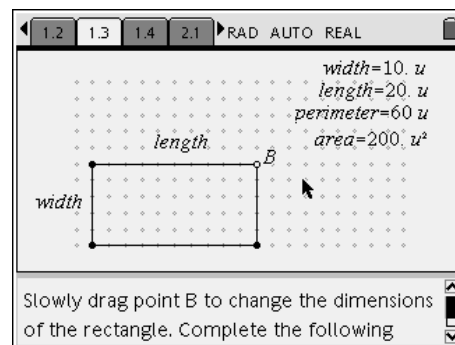 1.2 1.3 1.4 2.1 RAD AUTO REAL
width=10. u
length=20. u
perimeter=60 u
area=200. u²
length
B
width
Slowly drag point B to change the dimensions
of the rectangle. Complete the following